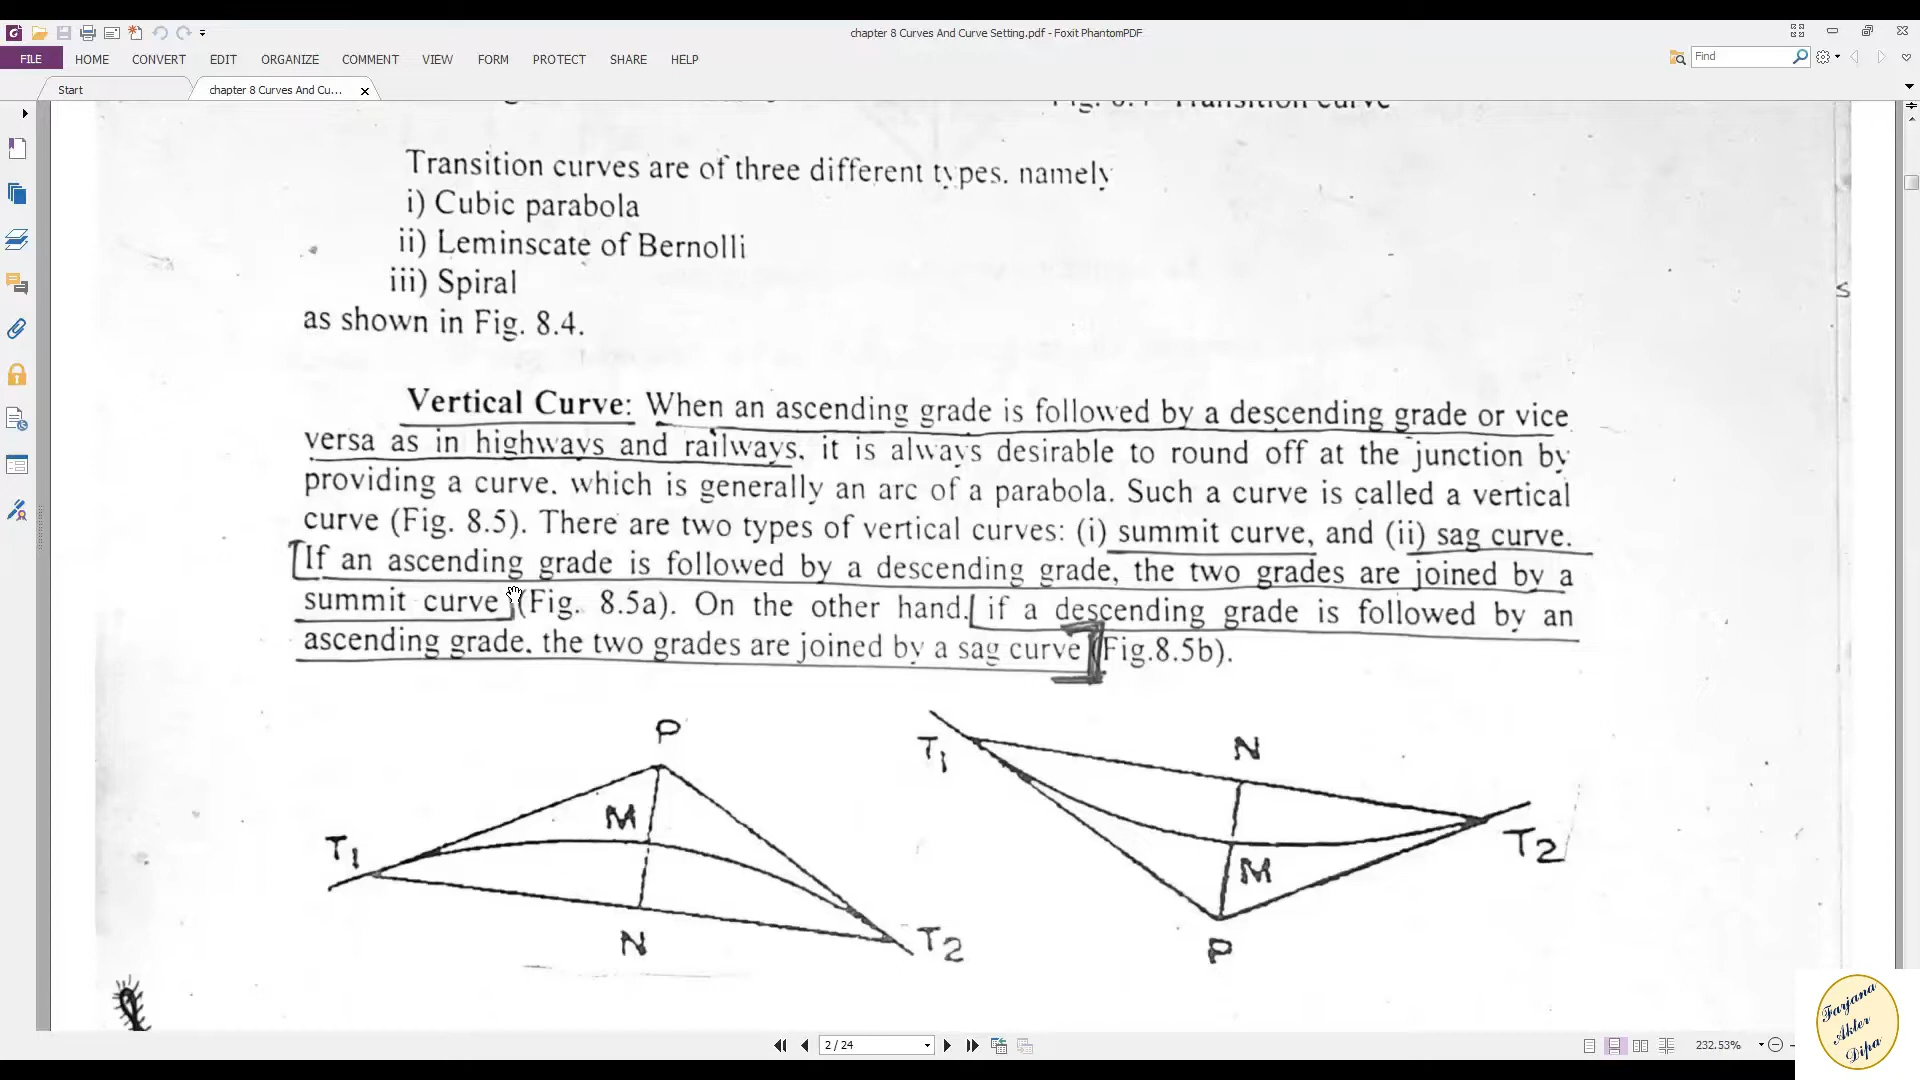 chapter 8 Curves And Curve Setting.pdf - Foxit PhantomPDF
FILE HOME CONVERT EDIT ORGANIZE COMMENT VIEW FORM PROTECT SHARE HELP
Find
Start
chapter 8 Curves And Cu...
Transition curve
Transition curves are of three different types. namely
i) Cubic parabola
ii) Leminscate of Bernolli
iii) Spiral
as shown in Fig. 8.4.
S
Vertical Curve: When an ascending grade is followed by a descending grade or vice
versa as in highways and railways, it is always desirable to round off at the junction by
providing a curve. which is generally an arc of a parabola. Such a curve is called a vertical
curve (Fig. 8.5). There are two types of vertical curves: (i) summit curve, and (ii) sag curve.
[If an ascending grade is followed by a descending grade, the two grades are joined by a
summit curve](Fig. 8.5a). On the other hand. [if a descending grade is followed by an
ascending grade. the two grades are joined by a sag curve](Fig.8.5b).
P
M
T1
N
T2
T1
N
M
T2
P
2 / 24
232.53%
Farjana
Akter
Dipa